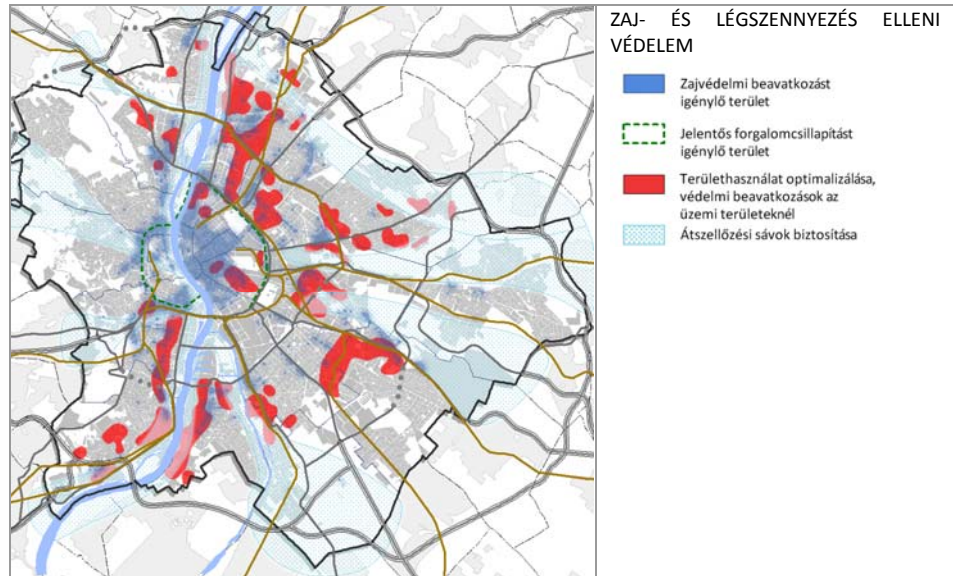 ZAJ- ÉS LÉGSZENNYEZÉS ELLENI
VÉDELEM
Zajvédelmi beavatkozást
igénylő terület
Jelentős forgalomcsillapítást
igénylő terület
Területhasználat optimalizálása,
védelmi beavatkozások az
üzemi területeknél
Átszellőzési sávok biztosítása